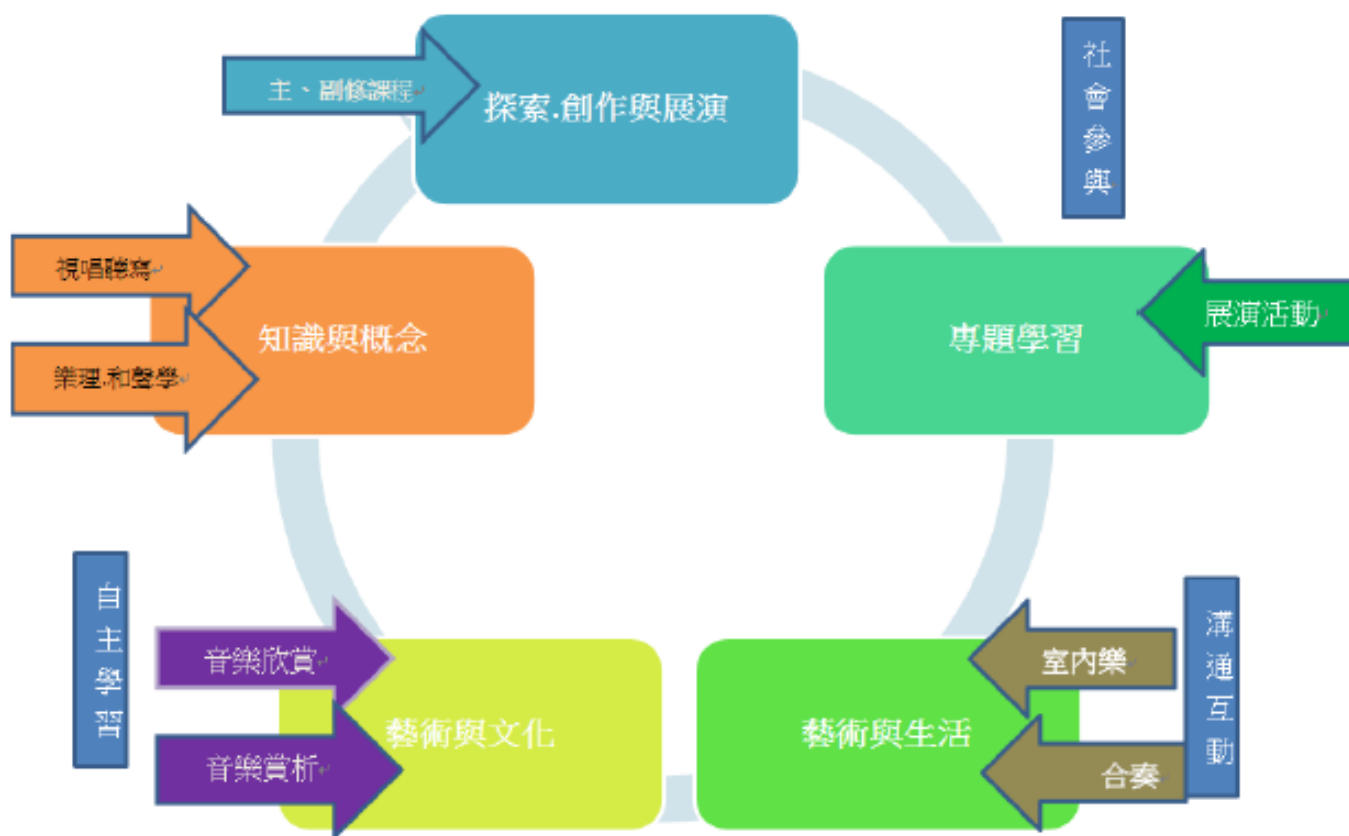 主、副修課程
探索.創作與展演
社會參與
視唱聽寫
知識與概念
樂理.和聲學
專題學習
展演活動
自主學習
音樂欣賞
藝術與文化
音樂賞析
室內樂
藝術與生活
合奏
溝通互動